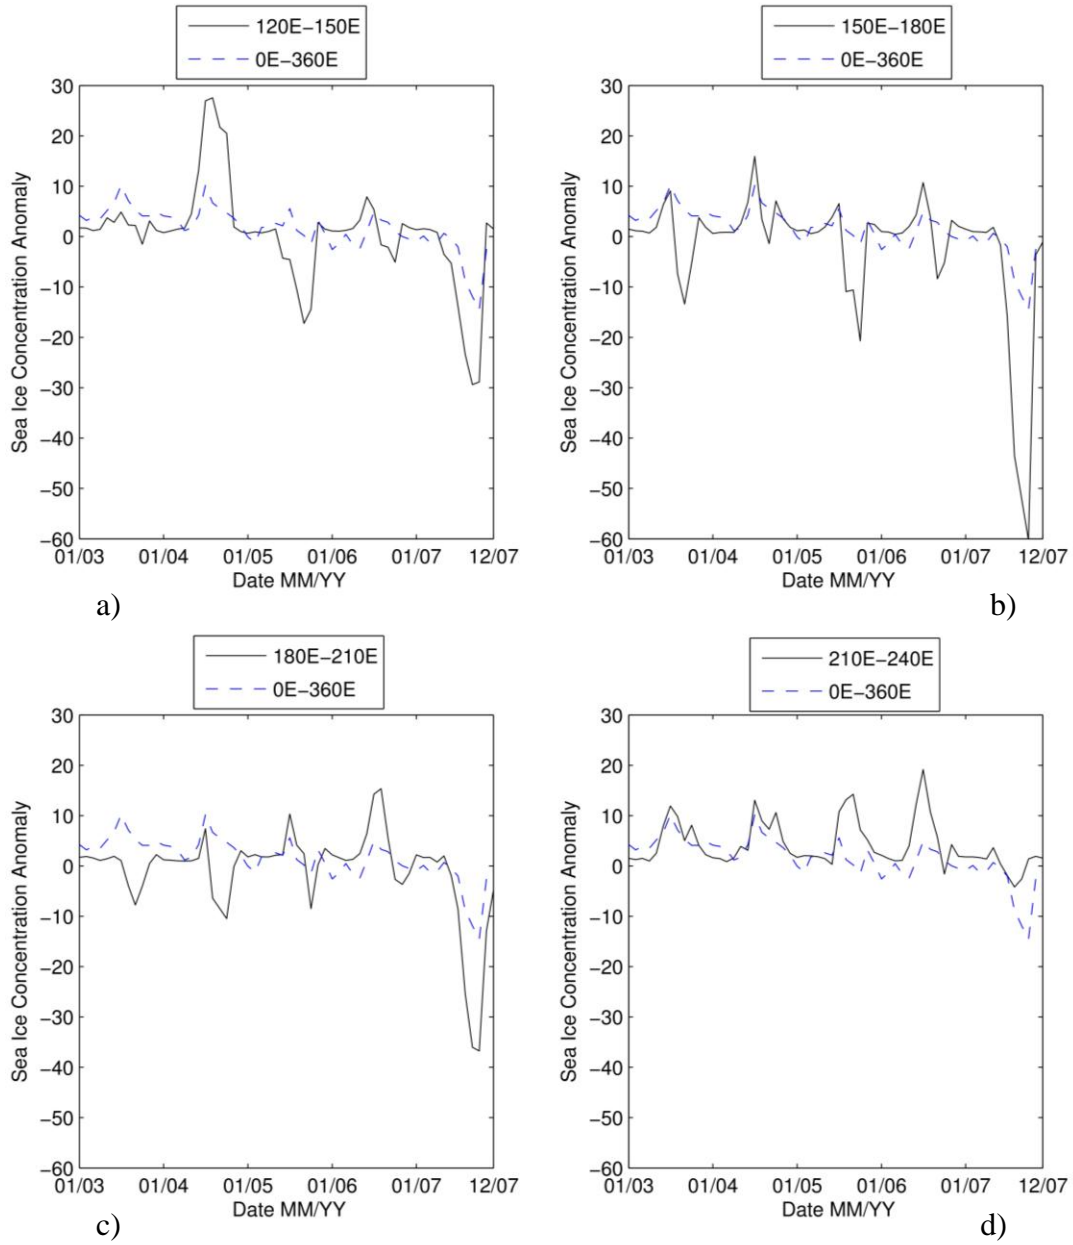 120E−150E
0E−360E
30
20
10
0
−10
−20
−30
−40
−50
−60
Sea Ice Concentration Anomaly
01/03 01/04 01/05 01/06 01/07 12/07
Date MM/YY
a)
150E−180E
0E−360E
30
20
10
0
−10
−20
−30
−40
−50
−60
Sea Ice Concentration Anomaly
01/03 01/04 01/05 01/06 01/07 12/07
Date MM/YY
b)
180E−210E
0E−360E
30
20
10
0
−10
−20
−30
−40
−50
−60
Sea Ice Concentration Anomaly
01/03 01/04 01/05 01/06 01/07 12/07
Date MM/YY
c)
210E−240E
0E−360E
30
20
10
0
−10
−20
−30
−40
−50
−60
Sea Ice Concentration Anomaly
01/03 01/04 01/05 01/06 01/07 12/07
Date MM/YY
d)